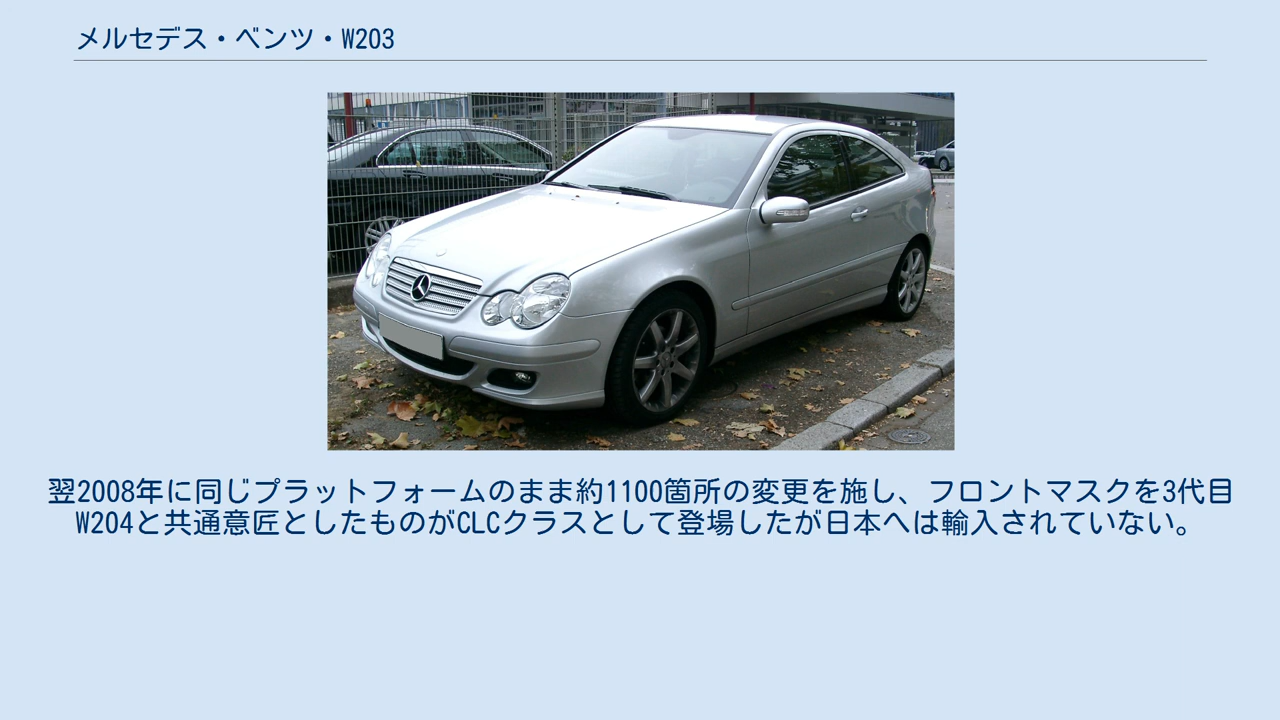 メルセデス・ベンツ・W203
翌2008年に同じプラットフォームのまま約1100箇所の変更を施し、フロントマスクを3代目
W204と共通意匠としたものがCLCクラスとして登場したが日本へは輸入されていない。